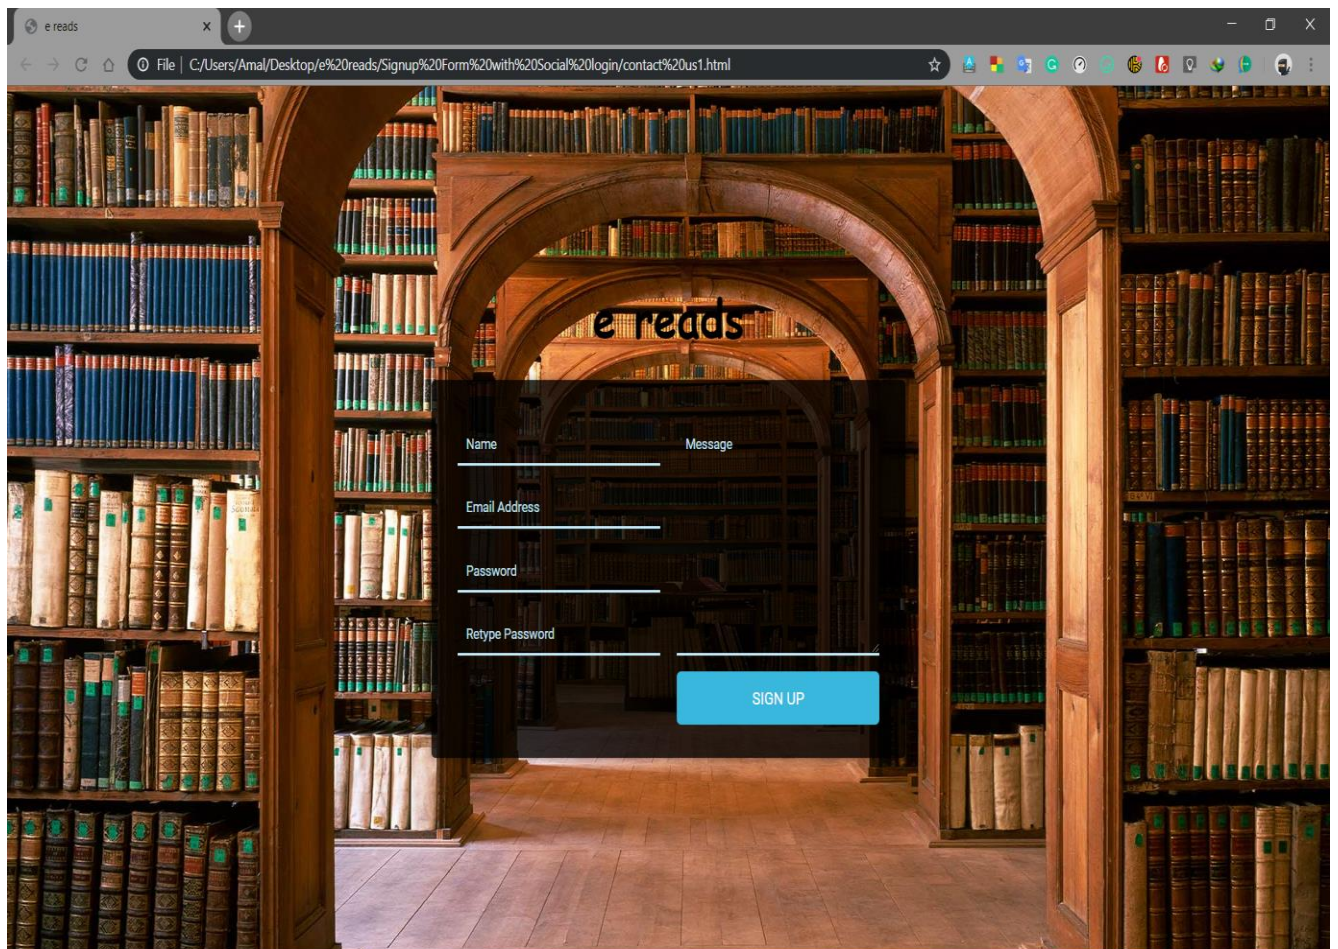 e reads
File | C:/Users/Amal/Desktop/e%20reads/Signup%20Form%20with%20Social%20login/contact%20us1.html
e reads
Name
Message
Email Address
Password
Retype Password
SIGN UP